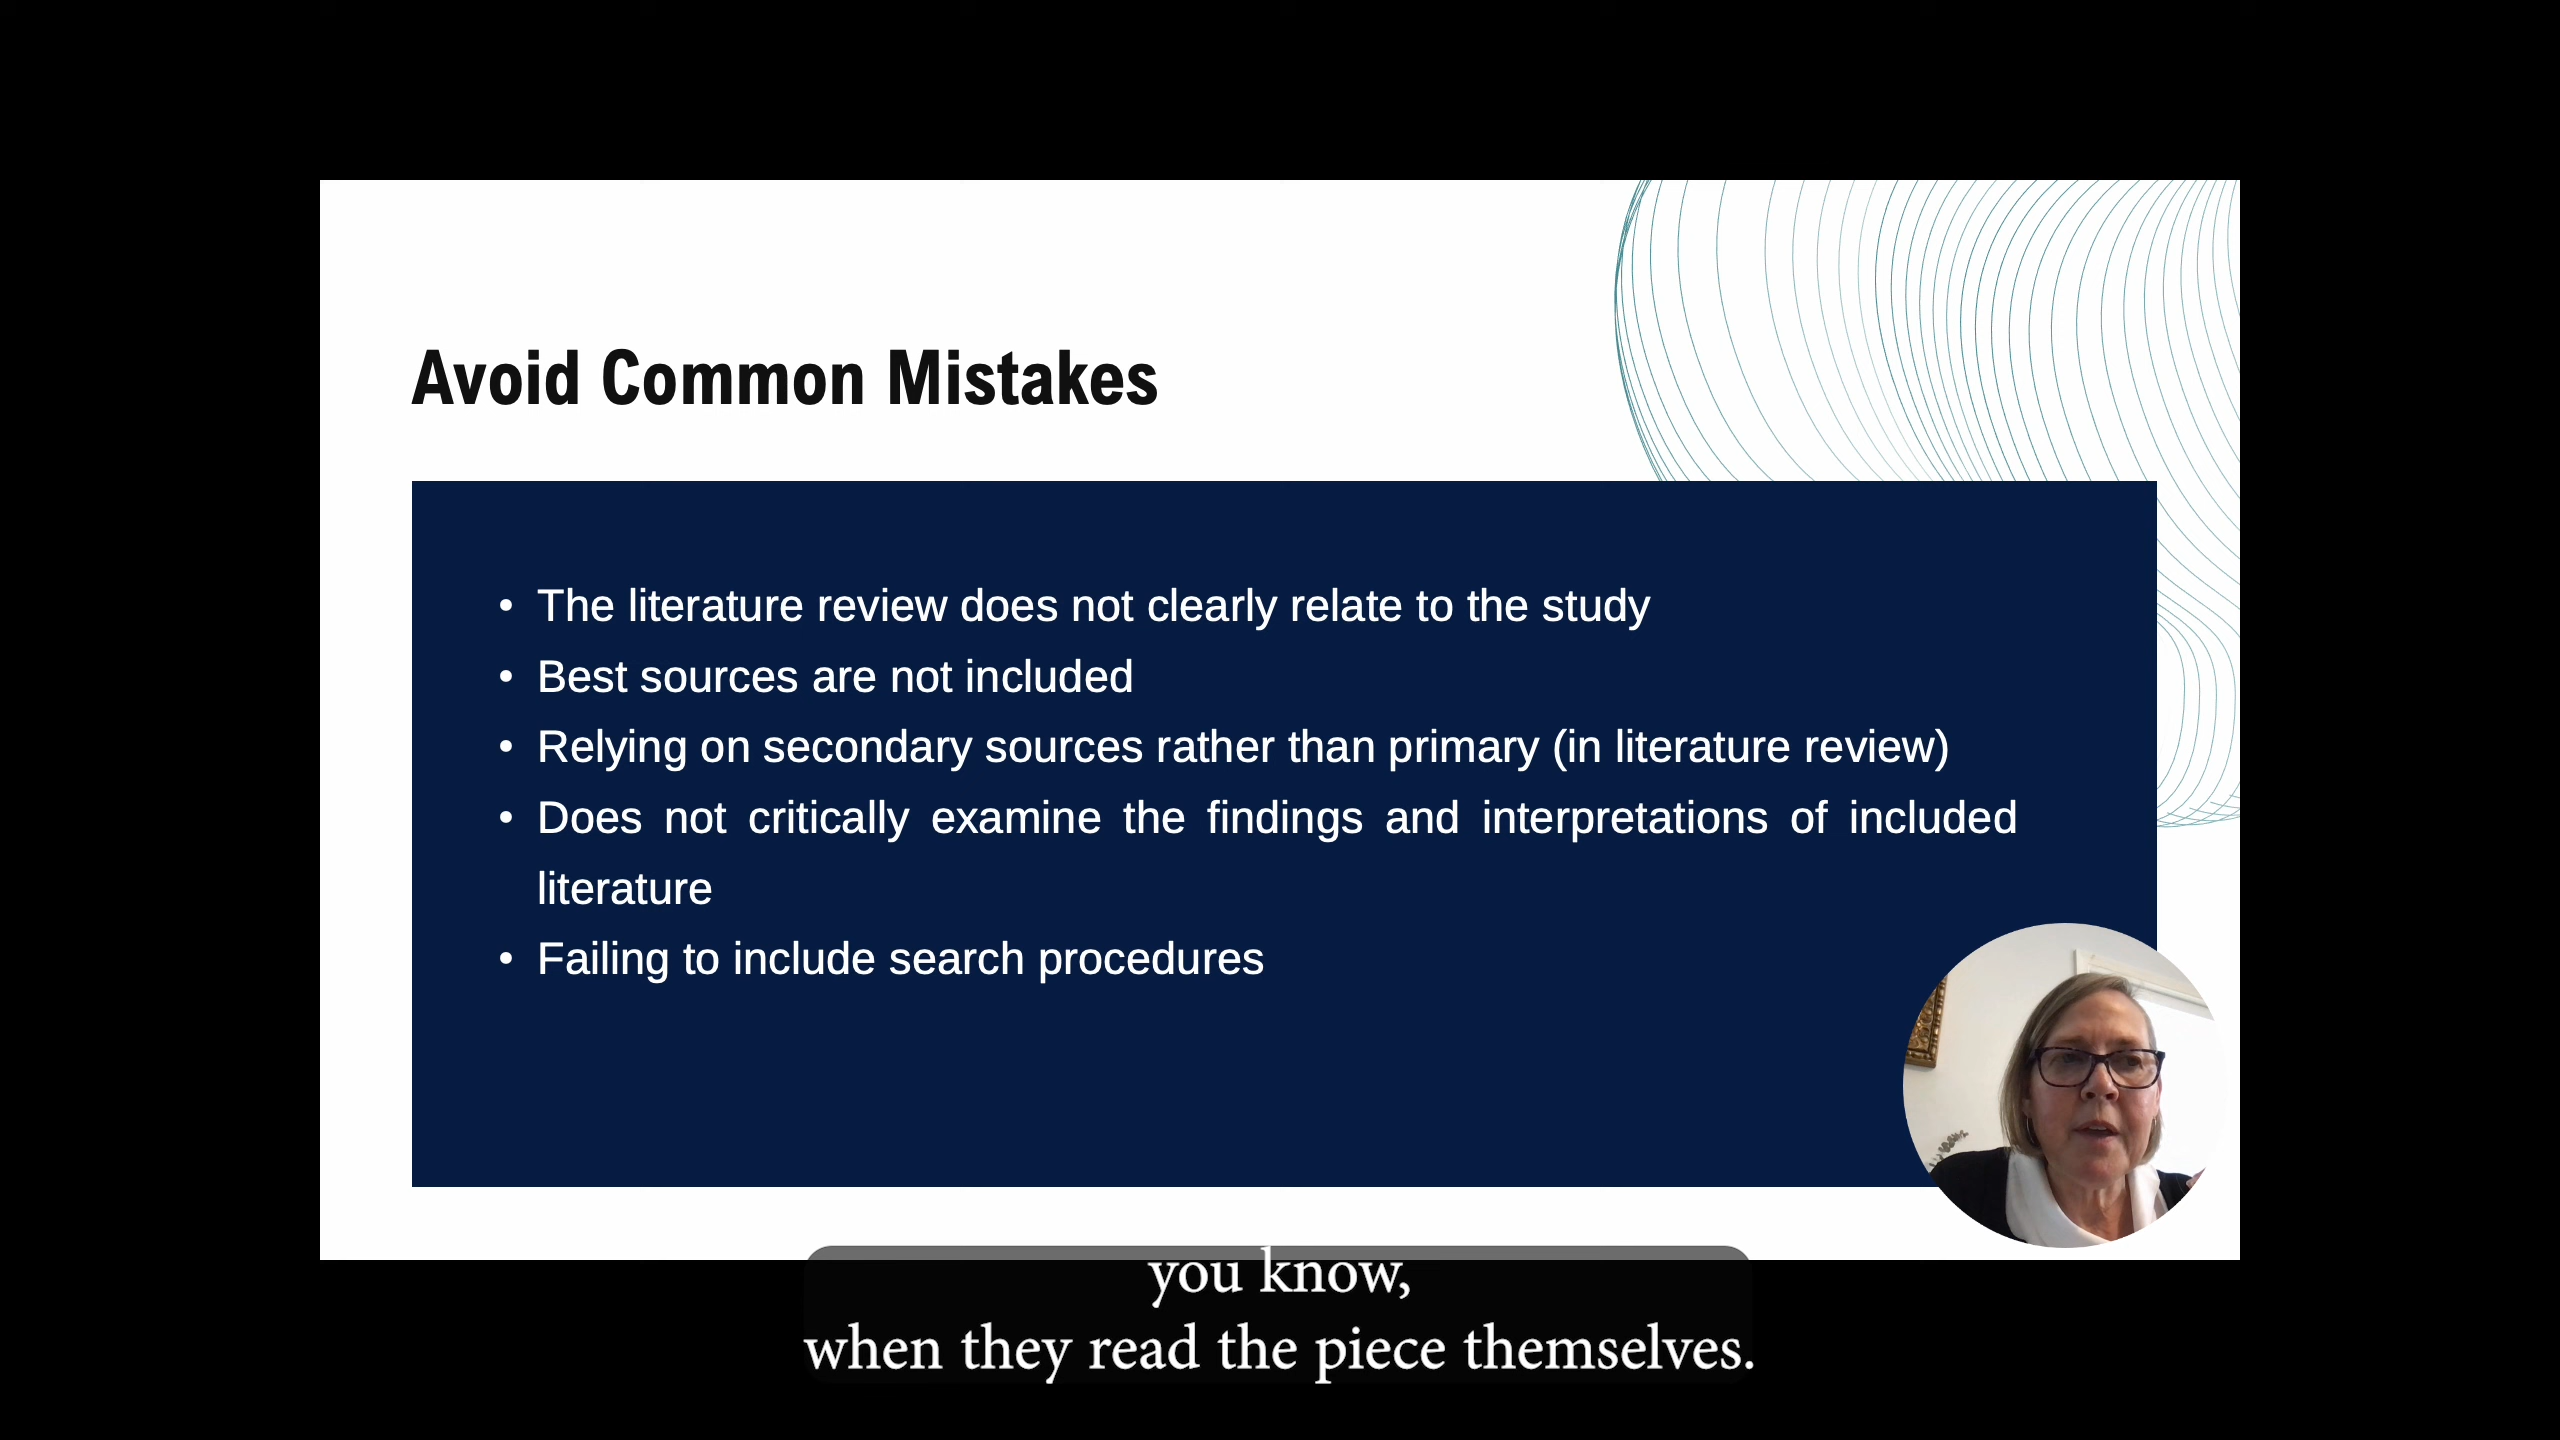 Avoid Common Mistakes
• The literature review does not clearly relate to the study
• Best sources are not included
• Relying on secondary sources rather than primary (in literature review)
• Does not critically examine the findings and interpretations of included
literature
• Failing to include search procedures
you know,
when they read the piece themselves.